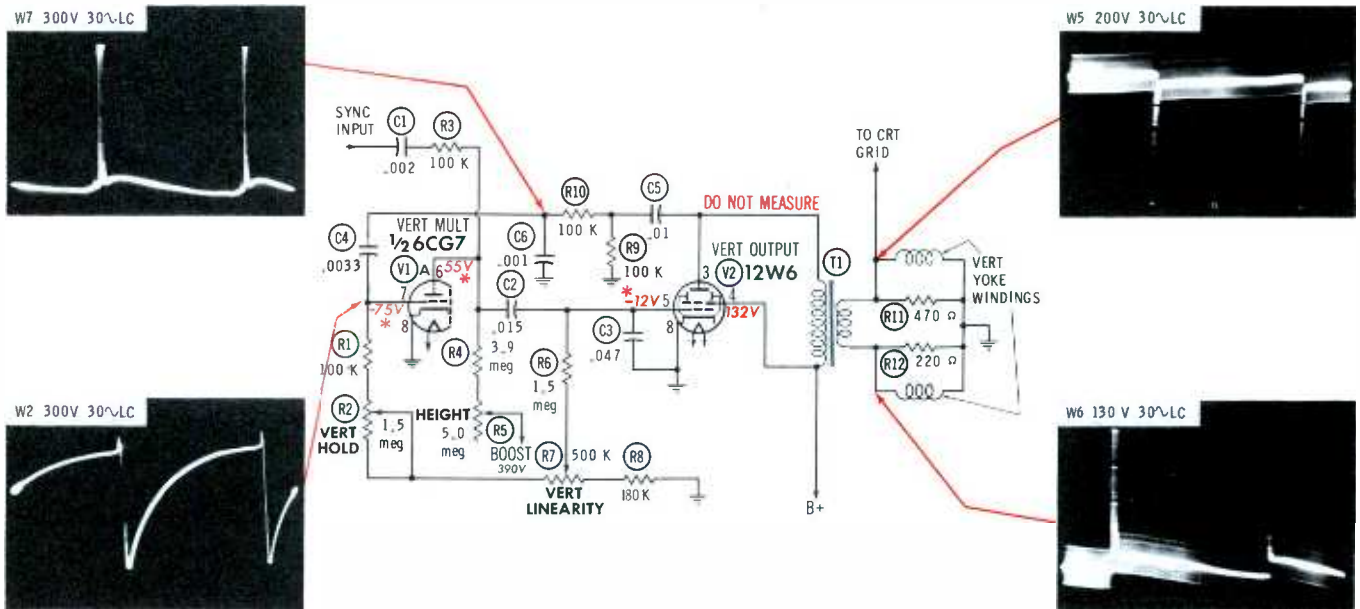 W7 300V 30∿LC
W5 200V 30∿LC
SYNC
INPUT
C1
.002
R3
100 K
TO CRT
GRID
R10
100 K
C5
.01
DO NOT MEASURE
C4
.0033
VERT MULT
½ 6CG7
V1 A
6
55V
*
7
-75V
*
8
C6
.001
R9
100 K
VERT OUTPUT
V2 12W6
3
4
*
-12V
5
8
132V
T1
VERT
YOKE
WINDINGS
C2
.015
C3
.047
R11
470 Ω
R12
220 Ω
R1
100 K
R4
3.9
meg
R6
1.5
meg
W2 300V 30∿LC
R2
VERT
HOLD
1.5
meg
HEIGHT
5.0
meg
R5
BOOST
390V
R7
500 K
R8
180 K
VERT
LINEARITY
B+
W6 130 V 30∿LC